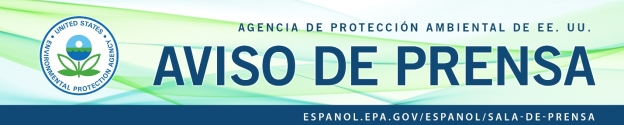 UNITED STATES
ENVIRONMENTAL PROTECTION AGENCY
AGENCIA DE PROTECCIÓN AMBIENTAL DE EE. UU.
AVISO DE PRENSA
ESPANOL.EPA.GOV/ESPANOL/SALA-DE-PRENSA